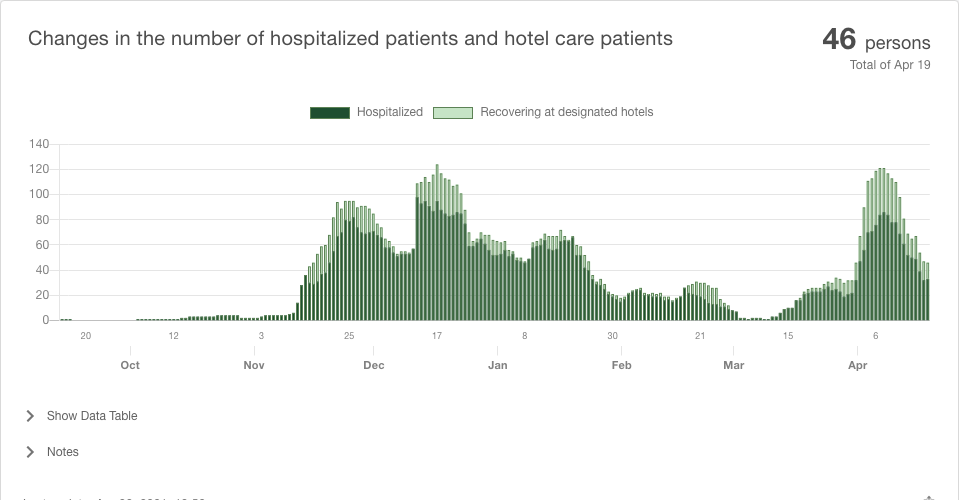 Changes in the number of hospitalized patients and hotel care patients
46 persons
Total of Apr 19
Hospitalized Recovering at designated hotels
140
120
100
80
60
40
20
0
20 12 3 25 17 8 30 21 15 6
Oct Nov Dec Jan Feb Mar Apr
Show Data Table
Notes